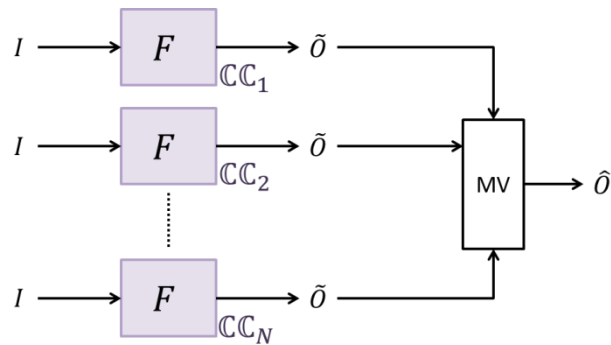 I F Õ
ℂℂ₁
I F Õ
ℂℂ₂
MV Ô
I F Õ
ℂℂ_N